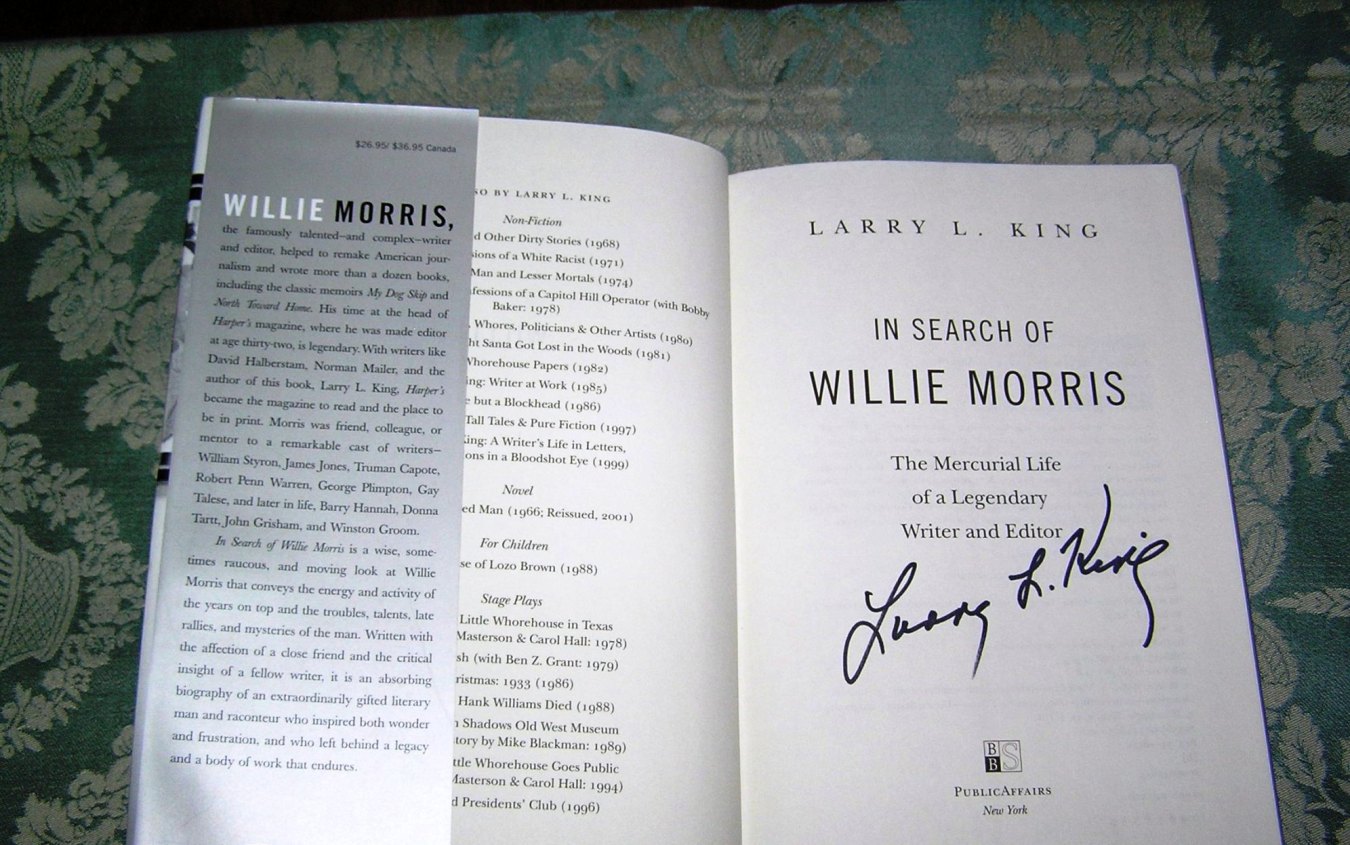 $26.95/ $36.95 Canada
WILLIE MORRIS,
the famously talented—and complex—writer
and editor, helped to remake American jour-
nalism and wrote more than a dozen books,
including the classic memoirs My Dog Skip and
North Toward Home. His time at the head of
Harper's magazine, where he was made editor
at age thirty-two, is legendary. With writers like
David Halberstam, Norman Mailer, and the
author of this book, Larry L. King, Harper's
became the magazine to read and the place to
be in print. Morris was friend, colleague, or
mentor to a remarkable cast of writers—
William Styron, James Jones, Truman Capote,
Robert Penn Warren, George Plimpton, Gay
Talese, and later in life, Barry Hannah, Donna
Tartt, John Grisham, and Winston Groom.
In Search of Willie Morris is a wise, some-
times raucous, and moving look at Willie
Morris that conveys the energy and activity of
the years on top and the troubles, talents, late
rallies, and mysteries of the man. Written with
the affection of a close friend and the critical
insight of a fellow writer, it is an absorbing
biography of an extraordinarily gifted literary
man and raconteur who inspired both wonder
and frustration, and who left behind a legacy
and a body of work that endures.
SO BY LARRY L. KING
Non-Fiction
d Other Dirty Stories (1968)
sions of a White Racist (1971)
Man and Lesser Mortals (1974)
fessions of a Capitol Hill Operator (with Bobby
Baker: 1978)
, Whores, Politicians & Other Artists (1980)
ht Santa Got Lost in the Woods (1981)
Whorehouse Papers (1982)
ing: Writer at Work (1985)
e but a Blockhead (1986)
Tall Tales & Pure Fiction (1997)
King: A Writer's Life in Letters,
ons in a Bloodshot Eye (1999)
Novel
ed Man (1966; Reissued, 2001)
For Children
se of Lozo Brown (1988)
Stage Plays
Little Whorehouse in Texas
Masterson & Carol Hall: 1978)
sh (with Ben Z. Grant: 1979)
ristmas: 1933 (1986)
Hank Williams Died (1988)
n Shadows Old West Museum
tory by Mike Blackman: 1989)
ttle Whorehouse Goes Public
Masterson & Carol Hall: 1994)
d Presidents' Club (1996)
LARRY L. KING
IN SEARCH OF
WILLIE MORRIS
The Mercurial Life
of a Legendary
Writer and Editor
Larry L. King
BBS
PUBLICAFFAIRS
New York